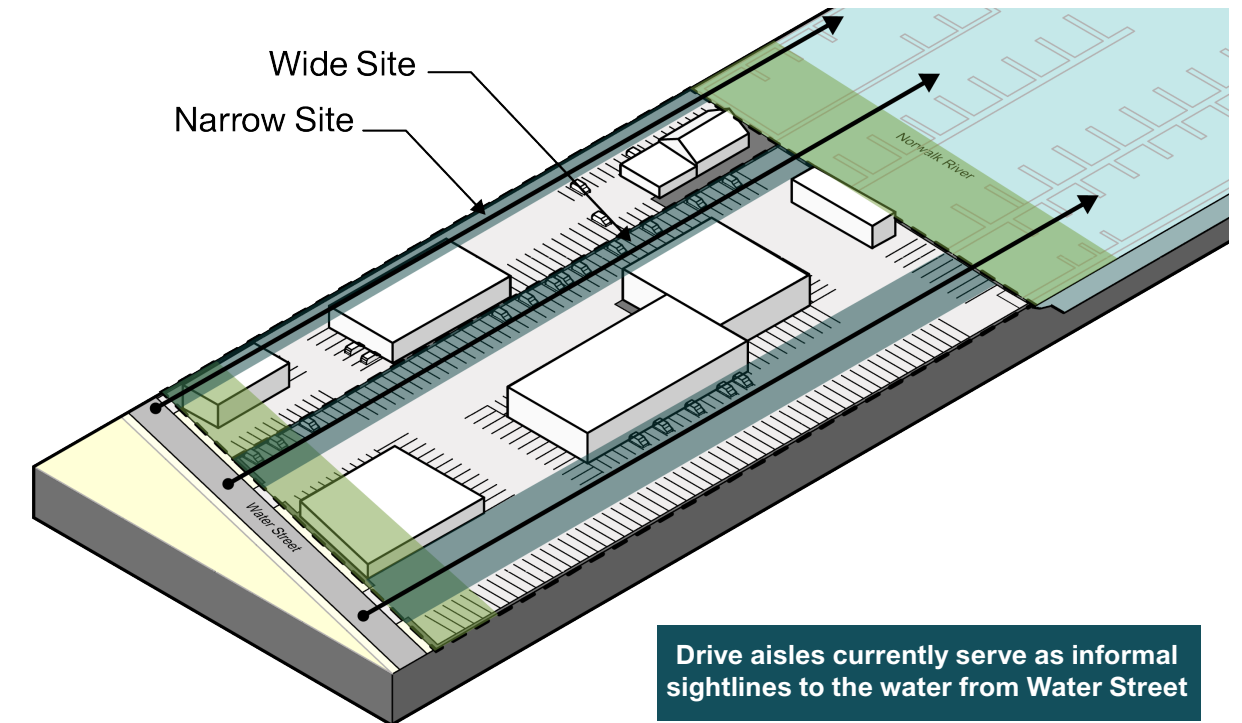 Wide Site
Narrow Site
Norwalk River
Water Street
Drive aisles currently serve as informal
sightlines to the water from Water Street